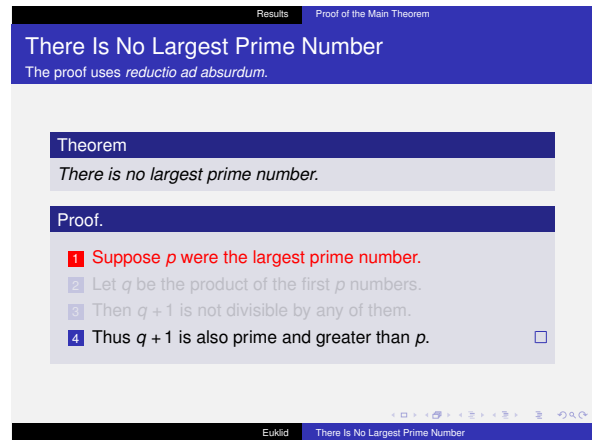 Results Proof of the Main Theorem
There Is No Largest Prime Number
The proof uses reductio ad absurdum.
Theorem
There is no largest prime number.
Proof.
1 Suppose p were the largest prime number.
2 Let q be the product of the first p numbers.
3 Then q + 1 is not divisible by any of them.
4 Thus q + 1 is also prime and greater than p.
Euklid There Is No Largest Prime Number